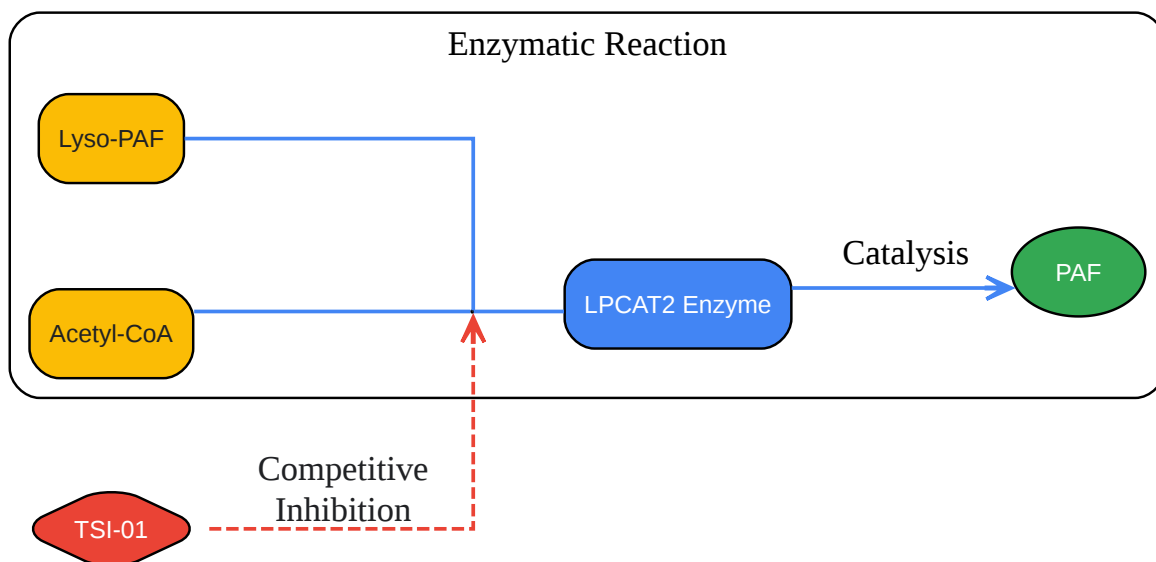 Enzymatic Reaction
Lyso-PAF
Acetyl-CoA
LPCAT2 Enzyme
Catalysis
PAF
Competitive
Inhibition
TSI-01